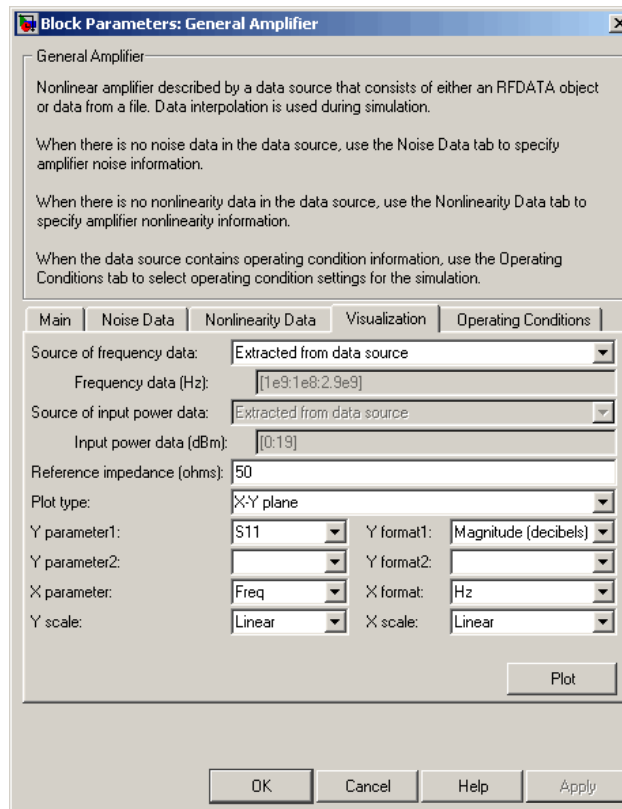 Block Parameters: General Amplifier
General Amplifier
Nonlinear amplifier described by a data source that consists of either an RFDATA object
or data from a file. Data interpolation is used during simulation.
When there is no noise data in the data source, use the Noise Data tab to specify
amplifier noise information.
When there is no nonlinearity data in the data source, use the Nonlinearity Data tab to
specify amplifier nonlinearity information.
When the data source contains operating condition information, use the Operating
Conditions tab to select operating condition settings for the simulation.
Main Noise Data Nonlinearity Data Visualization Operating Conditions
Source of frequency data: Extracted from data source
Frequency data (Hz): [1e9:1e8:2.9e9]
Source of input power data: Extracted from data source
Input power data (dBm): [0:19]
Reference impedance (ohms): 50
Plot type: X-Y plane
Y parameter1: S11 Y format1: Magnitude (decibels)
Y parameter2: Y format2:
X parameter: Freq X format: Hz
Y scale: Linear X scale: Linear
Plot
OK Cancel Help Apply